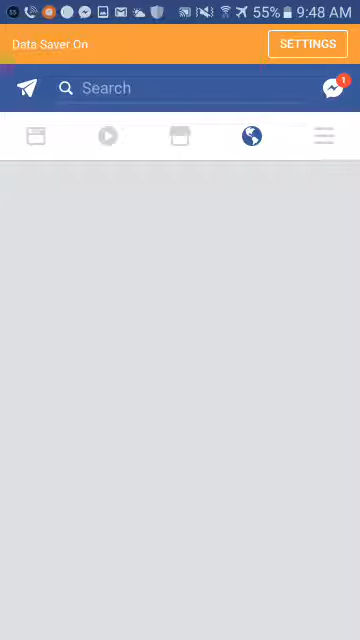 55% 9:48 AM
Data Saver On
SETTINGS
Search
1